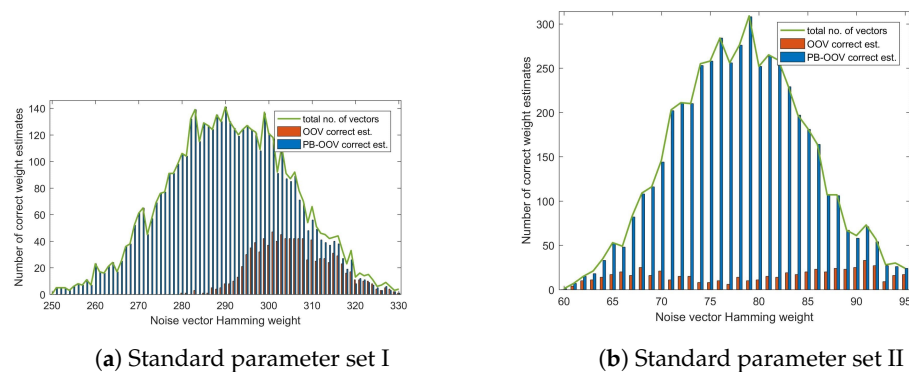 140
120
100
80
60
40
20
0
250 260 270 280 290 300 310 320 330
Number of correct weight estimates
Noise vector Hamming weight
total no. of vectors
OOV correct est.
PB-OOV correct est.
(a) Standard parameter set I
300
250
200
150
100
50
0
60 65 70 75 80 85 90 95
Number of correct weight estimates
Noise vector Hamming weight
total no. of vectors
OOV correct est.
PB-OOV correct est.
(b) Standard parameter set II